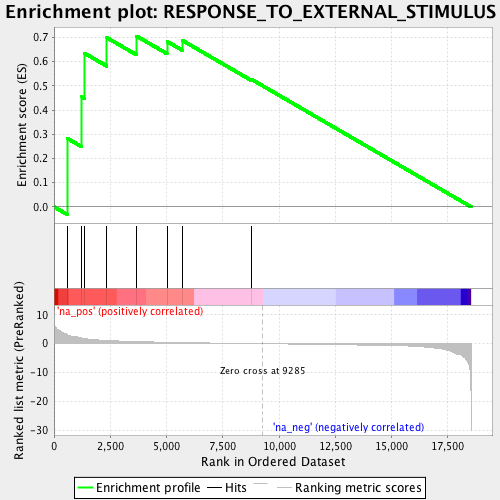 Enrichment plot: RESPONSE_TO_EXTERNAL_STIMULUS
Enrichment score (ES)
0.7
0.6
0.5
0.4
0.3
0.2
0.1
0.0
'na_pos' (positively correlated)
Ranked list metric (PreRanked)
10
0
-10
-20
-30
Zero cross at 9285
'na_neg' (negatively correlated)
0 2,500 5,000 7,500 10,000 12,500 15,000 17,500
Rank in Ordered Dataset
Enrichment profile Hits Ranking metric scores